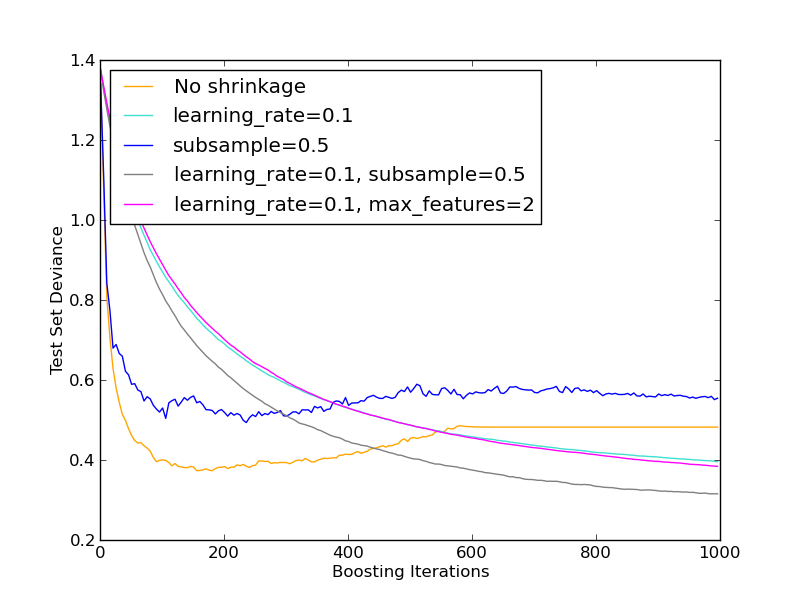 1.4
1.2
1.0
0.8
0.6
0.4
0.2
Test Set Deviance
No shrinkage
learning_rate=0.1
subsample=0.5
learning_rate=0.1, subsample=0.5
learning_rate=0.1, max_features=2
0 200 400 600 800 1000
Boosting Iterations